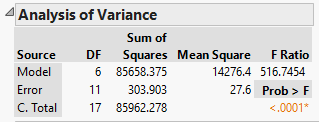 Analysis of Variance
Sum of
Source DF Squares Mean Square F Ratio
Model 6 85658.375 14276.4 516.7454
Error 11 303.903 27.6 Prob > F
C. Total 17 85962.278 <.0001*